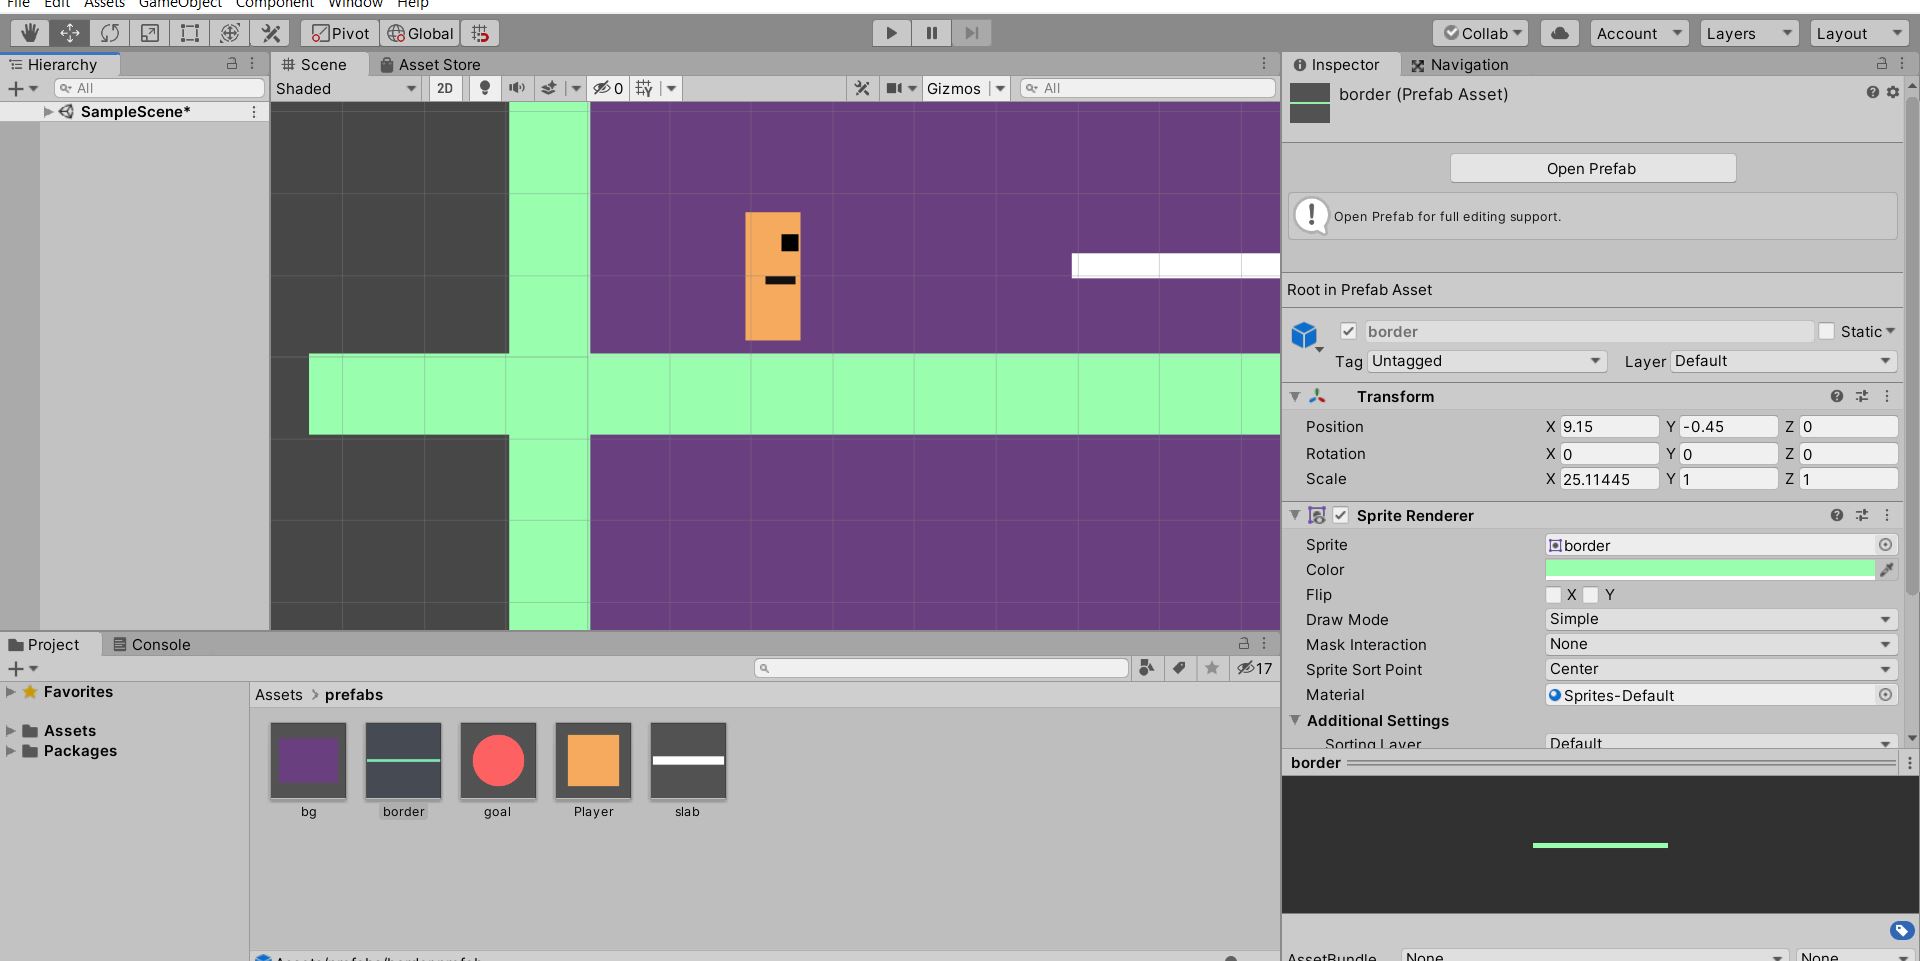 File Edit Assets GameObject Component Window Help
Pivot Global Collab Account Layers Layout
Hierarchy
All
SampleScene*
Scene Asset Store
Shaded 2D 0 Gizmos All
Inspector Navigation
border (Prefab Asset)
Open Prefab
Open Prefab for full editing support.
Root in Prefab Asset
border Static
Tag Untagged Layer Default
Transform
Position X 9.15 Y -0.45 Z 0
Rotation X 0 Y 0 Z 0
Scale X 25.11445 Y 1 Z 1
Sprite Renderer
Sprite border
Color
Flip X Y
Draw Mode Simple
Mask Interaction None
Sprite Sort Point Center
Material Sprites-Default
Additional Settings
Sorting Layer Default
border
AssetBundle None None
Project Console
17
Favorites
Assets
Packages
Assets > prefabs
bg border goal Player slab
Assets/prefabs/border.prefab